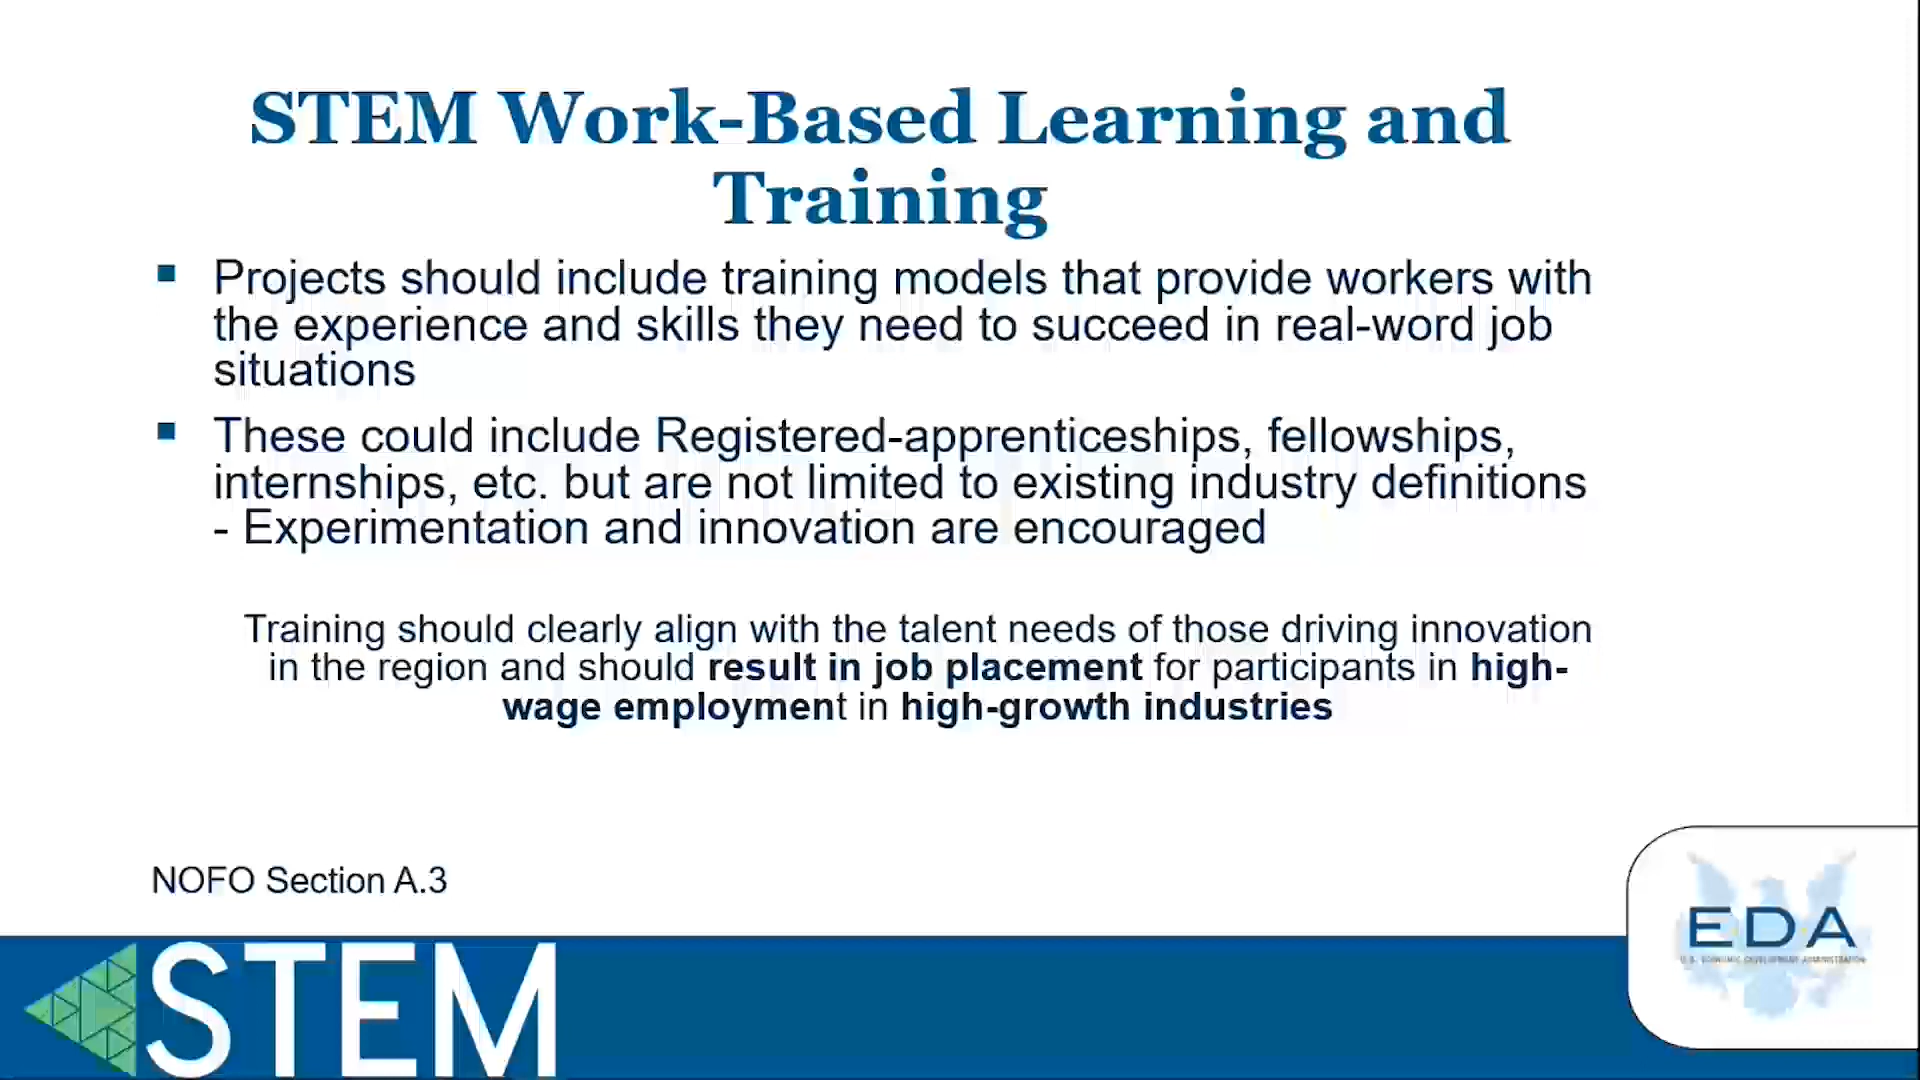 STEM Work-Based Learning and
Training
Projects should include training models that provide workers with
the experience and skills they need to succeed in real-word job
situations
These could include Registered-apprenticeships, fellowships,
internships, etc. but are not limited to existing industry definitions
- Experimentation and innovation are encouraged
Training should clearly align with the talent needs of those driving innovation
in the region and should result in job placement for participants in high-
wage employment in high-growth industries
NOFO Section A.3
STEM
EDA
U.S. ECONOMIC DEVELOPMENT ADMINISTRATION